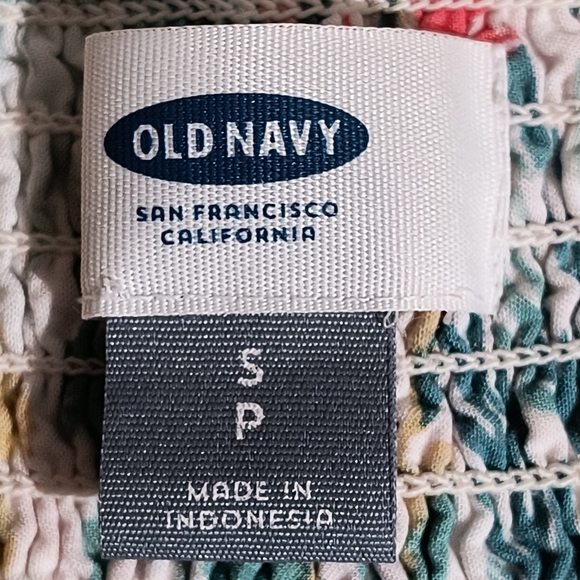 OLD NAVY
SAN FRANCISCO
CALIFORNIA
S
P
MADE IN
INDONESIA